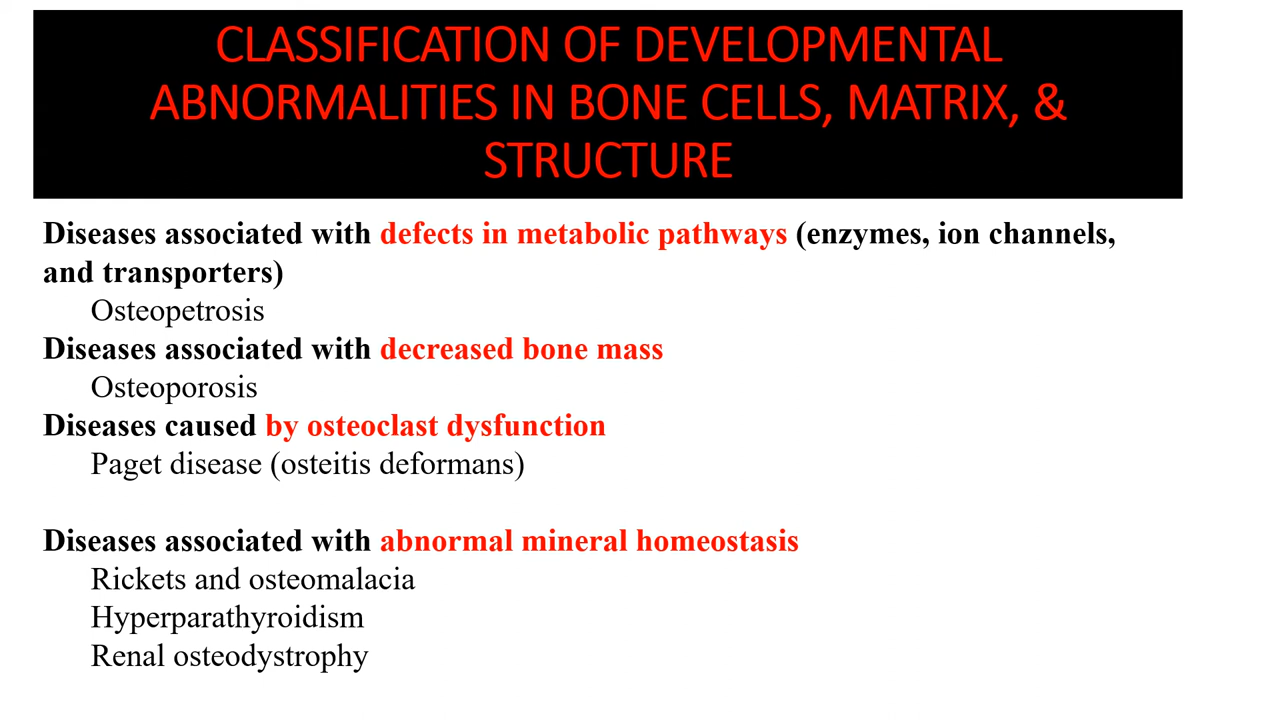 CLASSIFICATION OF DEVELOPMENTAL
ABNORMALITIES IN BONE CELLS, MATRIX, &
STRUCTURE
Diseases associated with defects in metabolic pathways (enzymes, ion channels,
and transporters)
Osteopetrosis
Diseases associated with decreased bone mass
Osteoporosis
Diseases caused by osteoclast dysfunction
Paget disease (osteitis deformans)
Diseases associated with abnormal mineral homeostasis
Rickets and osteomalacia
Hyperparathyroidism
Renal osteodystrophy